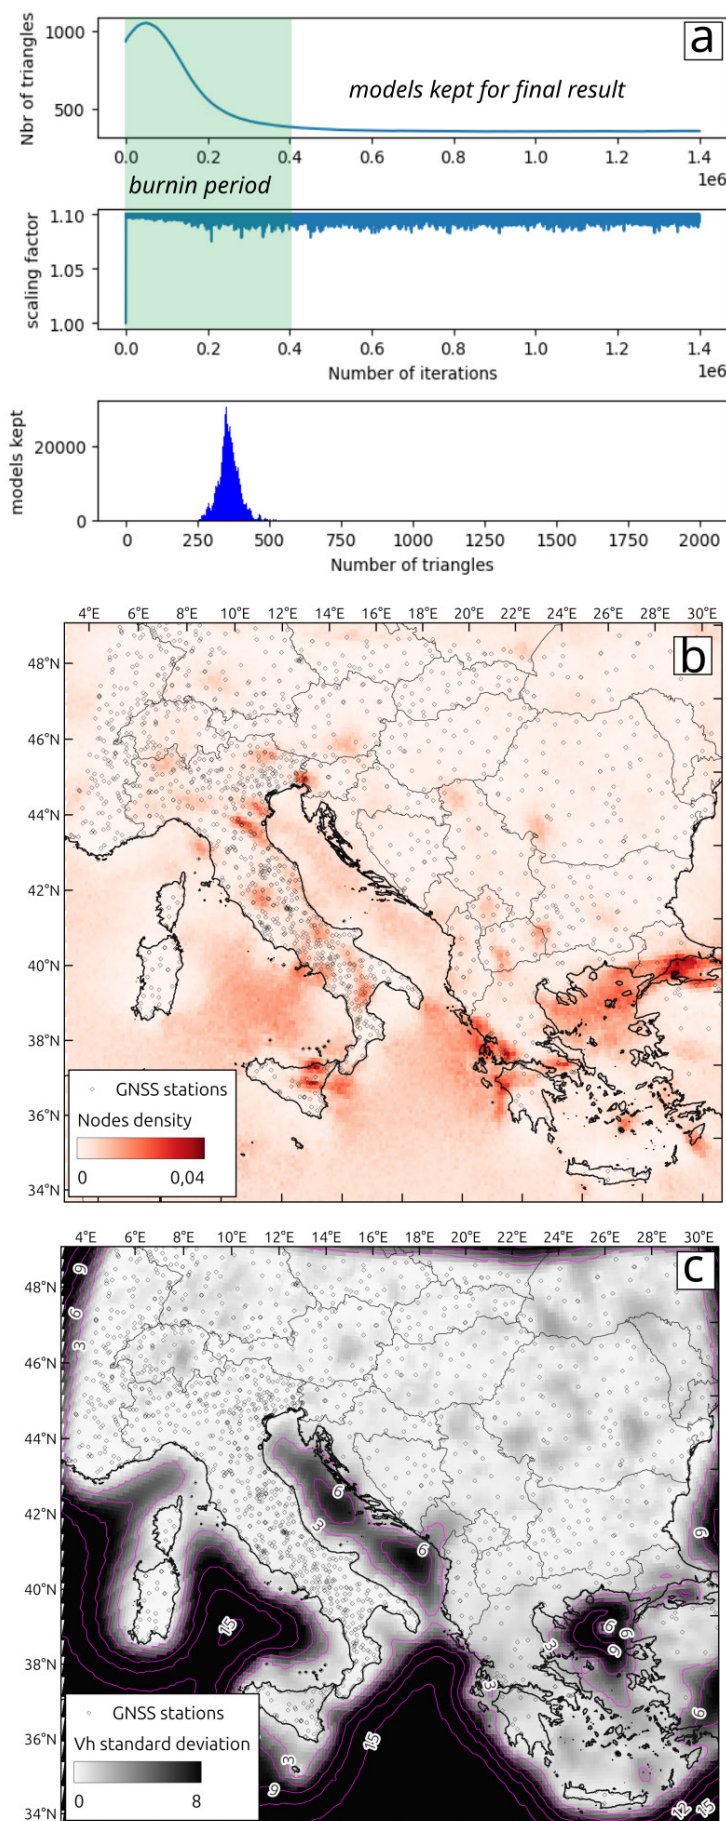 a
Nbr of triangles
1000
500
models kept for final result
0.0 0.2 0.4 0.6 0.8 1.0 1.2 1.4
1e6
burnin period
scaling factor
1.10
1.05
1.00
0.0 0.2 0.4 0.6 0.8 1.0 1.2 1.4
1e6
Number of iterations
models kept
20000
0
0 250 500 750 1000 1250 1500 1750 2000
Number of triangles
4°E 6°E 8°E 10°E 12°E 14°E 16°E 18°E 20°E 22°E 24°E 26°E 28°E 30°E
b
48°N
46°N
44°N
42°N
40°N
38°N
36°N
34°N
GNSS stations
Nodes density
0 0,04
4°E 6°E 8°E 10°E 12°E 14°E 16°E 18°E 20°E 22°E 24°E 26°E 28°E 30°E
c
48°N
46°N
44°N
42°N
40°N
38°N
36°N
34°N
9
6
3
6
3
6
9
15
3
6
9
9
3
6
15
3
9
12
15
GNSS stations
Vh standard deviation
0 8